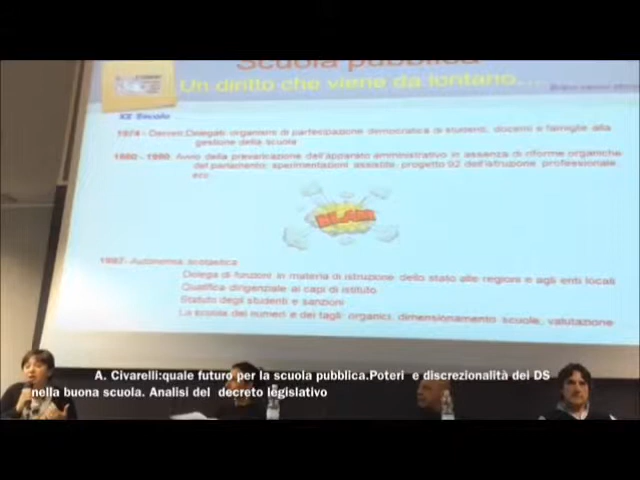 Scuola pubblica
Un diritto che viene da lontano...
XX Secolo
1974 - Decreti Delegati organismi di partecipazione democratica di studenti, docenti e famiglie alla
gestione della scuola
1980 - 1990 Avvio della prevaricazione dell'apparato amministrativo in assenza di riforme organiche
del parlamento: sperimentazioni assistite, progetto 92 dell'istruzione professionale
ecc.
BLAM
1997- Autonomia scolastica
Delega di funzioni in materia di istruzione dello stato alle regioni e agli enti locali
Qualifica dirigenziale ai capi di istituto
Statuto degli studenti e sanzioni
La scuola dei numeri e dei tagli: organici, dimensionamento scuole, valutazione
A. Civarelli:quale futuro per la scuola pubblica.Poteri e discrezionalità dei DS
nella buona scuola. Analisi del decreto legislativo